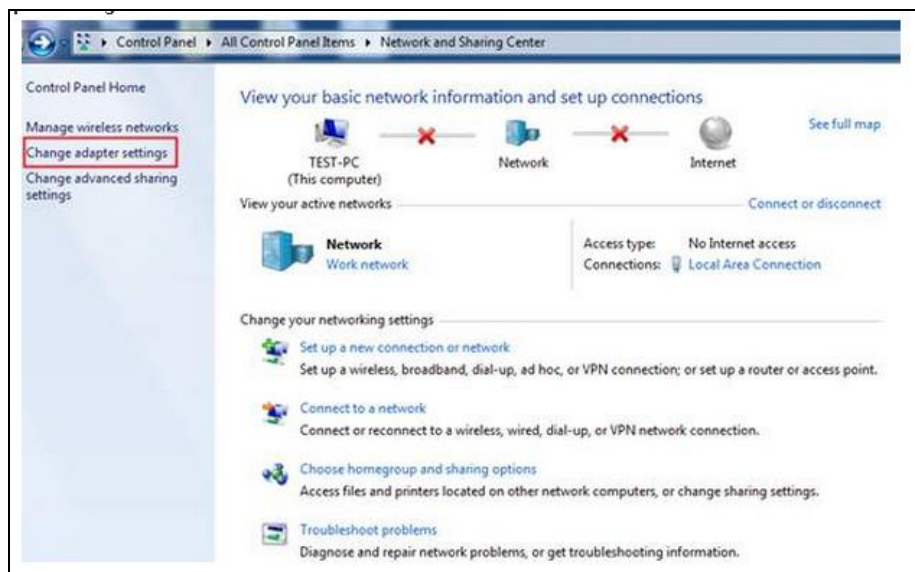 Control Panel ▸ All Control Panel Items ▸ Network and Sharing Center
Control Panel Home
Manage wireless networks
Change adapter settings
Change advanced sharing
settings
View your basic network information and set up connections
See full map
TEST-PC
(This computer)
Network
Internet
View your active networks
Connect or disconnect
Network
Work network
Access type: No Internet access
Connections: Local Area Connection
Change your networking settings
Set up a new connection or network
Set up a wireless, broadband, dial-up, ad hoc, or VPN connection; or set up a router or access point.
Connect to a network
Connect or reconnect to a wireless, wired, dial-up, or VPN network connection.
Choose homegroup and sharing options
Access files and printers located on other network computers, or change sharing settings.
Troubleshoot problems
Diagnose and repair network problems, or get troubleshooting information.